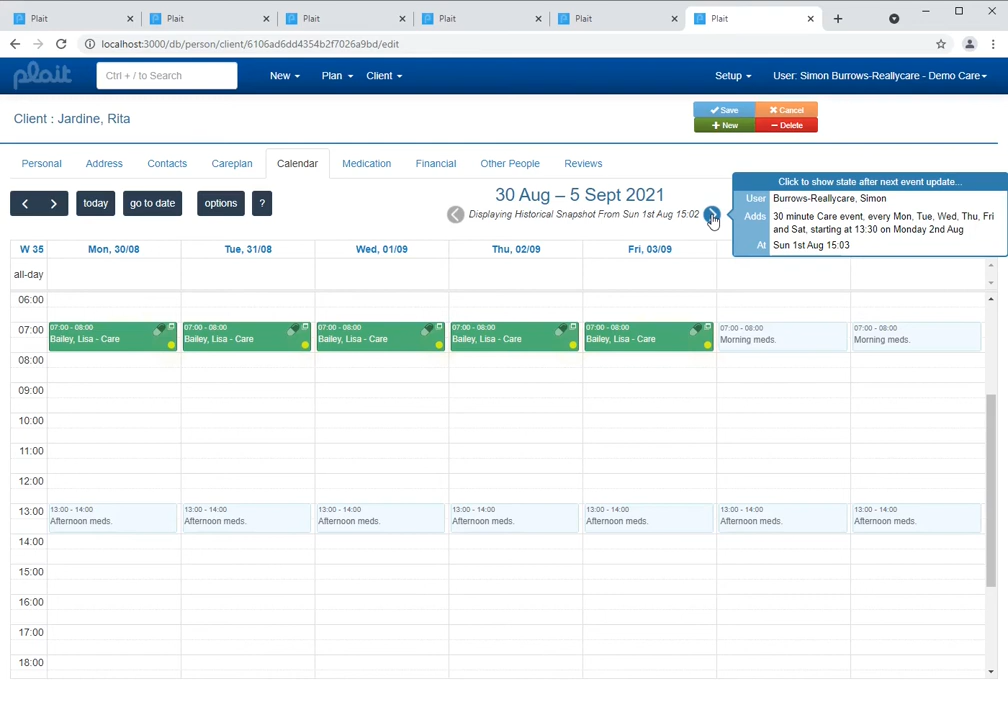 Plait
Plait
Plait
Plait
Plait
Plait
localhost:3000/db/person/client/6106ad6dd4354b2f7026a9bd/edit
plait
Ctrl + / to Search
New
Plan
Client
Setup
User: Simon Burrows-Reallycare - Demo Care
Client : Jardine, Rita
Save
Cancel
New
Delete
Personal
Address
Contacts
Careplan
Calendar
Medication
Financial
Other People
Reviews
today
go to date
options
?
30 Aug – 5 Sept 2021
Displaying Historical Snapshot From Sun 1st Aug 15:02
Click to show state after next event update...
User Burrows-Reallycare, Simon
Adds 30 minute Care event, every Mon, Tue, Wed, Thu, Fri
and Sat, starting at 13:30 on Monday 2nd Aug
At Sun 1st Aug 15:03
W 35
Mon, 30/08
Tue, 31/08
Wed, 01/09
Thu, 02/09
Fri, 03/09
all-day
06:00
07:00
07:00 - 08:00
Bailey, Lisa - Care
07:00 - 08:00
Bailey, Lisa - Care
07:00 - 08:00
Bailey, Lisa - Care
07:00 - 08:00
Bailey, Lisa - Care
07:00 - 08:00
Bailey, Lisa - Care
07:00 - 08:00
Morning meds.
07:00 - 08:00
Morning meds.
08:00
09:00
10:00
11:00
12:00
13:00
13:00 - 14:00
Afternoon meds.
13:00 - 14:00
Afternoon meds.
13:00 - 14:00
Afternoon meds.
13:00 - 14:00
Afternoon meds.
13:00 - 14:00
Afternoon meds.
13:00 - 14:00
Afternoon meds.
13:00 - 14:00
Afternoon meds.
14:00
15:00
16:00
17:00
18:00